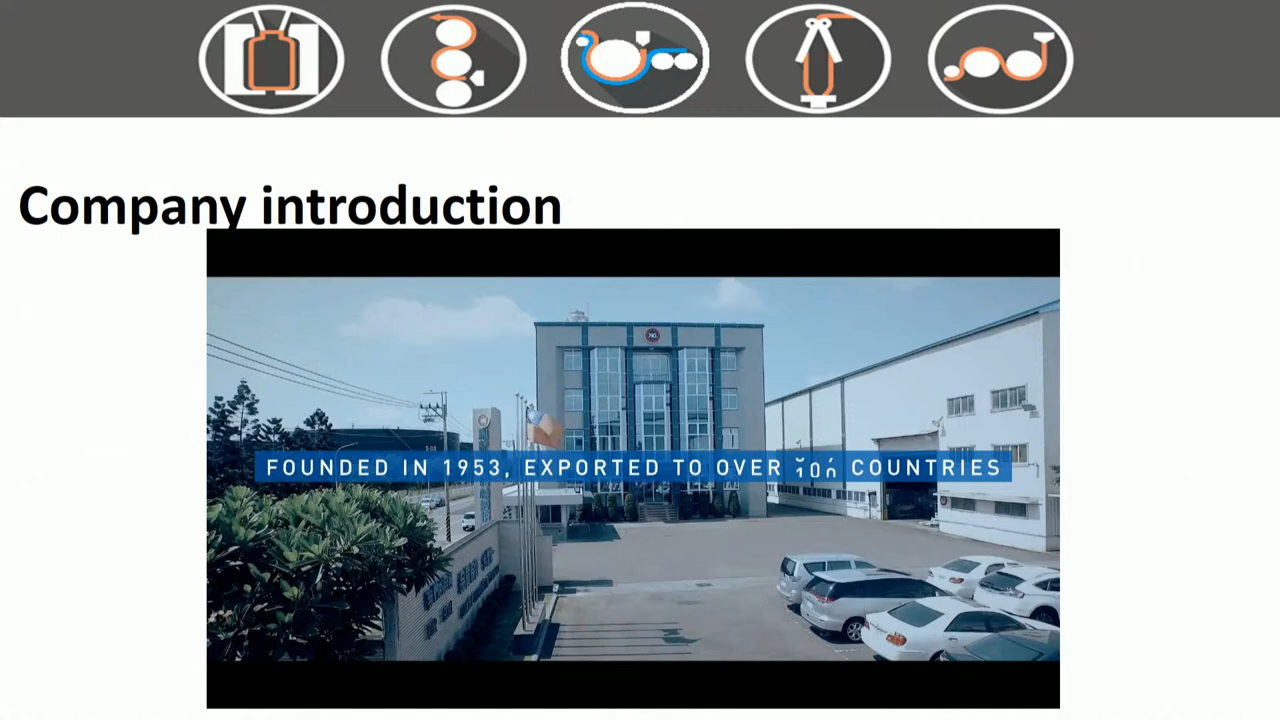 Company introduction
FOUNDED IN 1953, EXPORTED TO OVER COUNTRIES